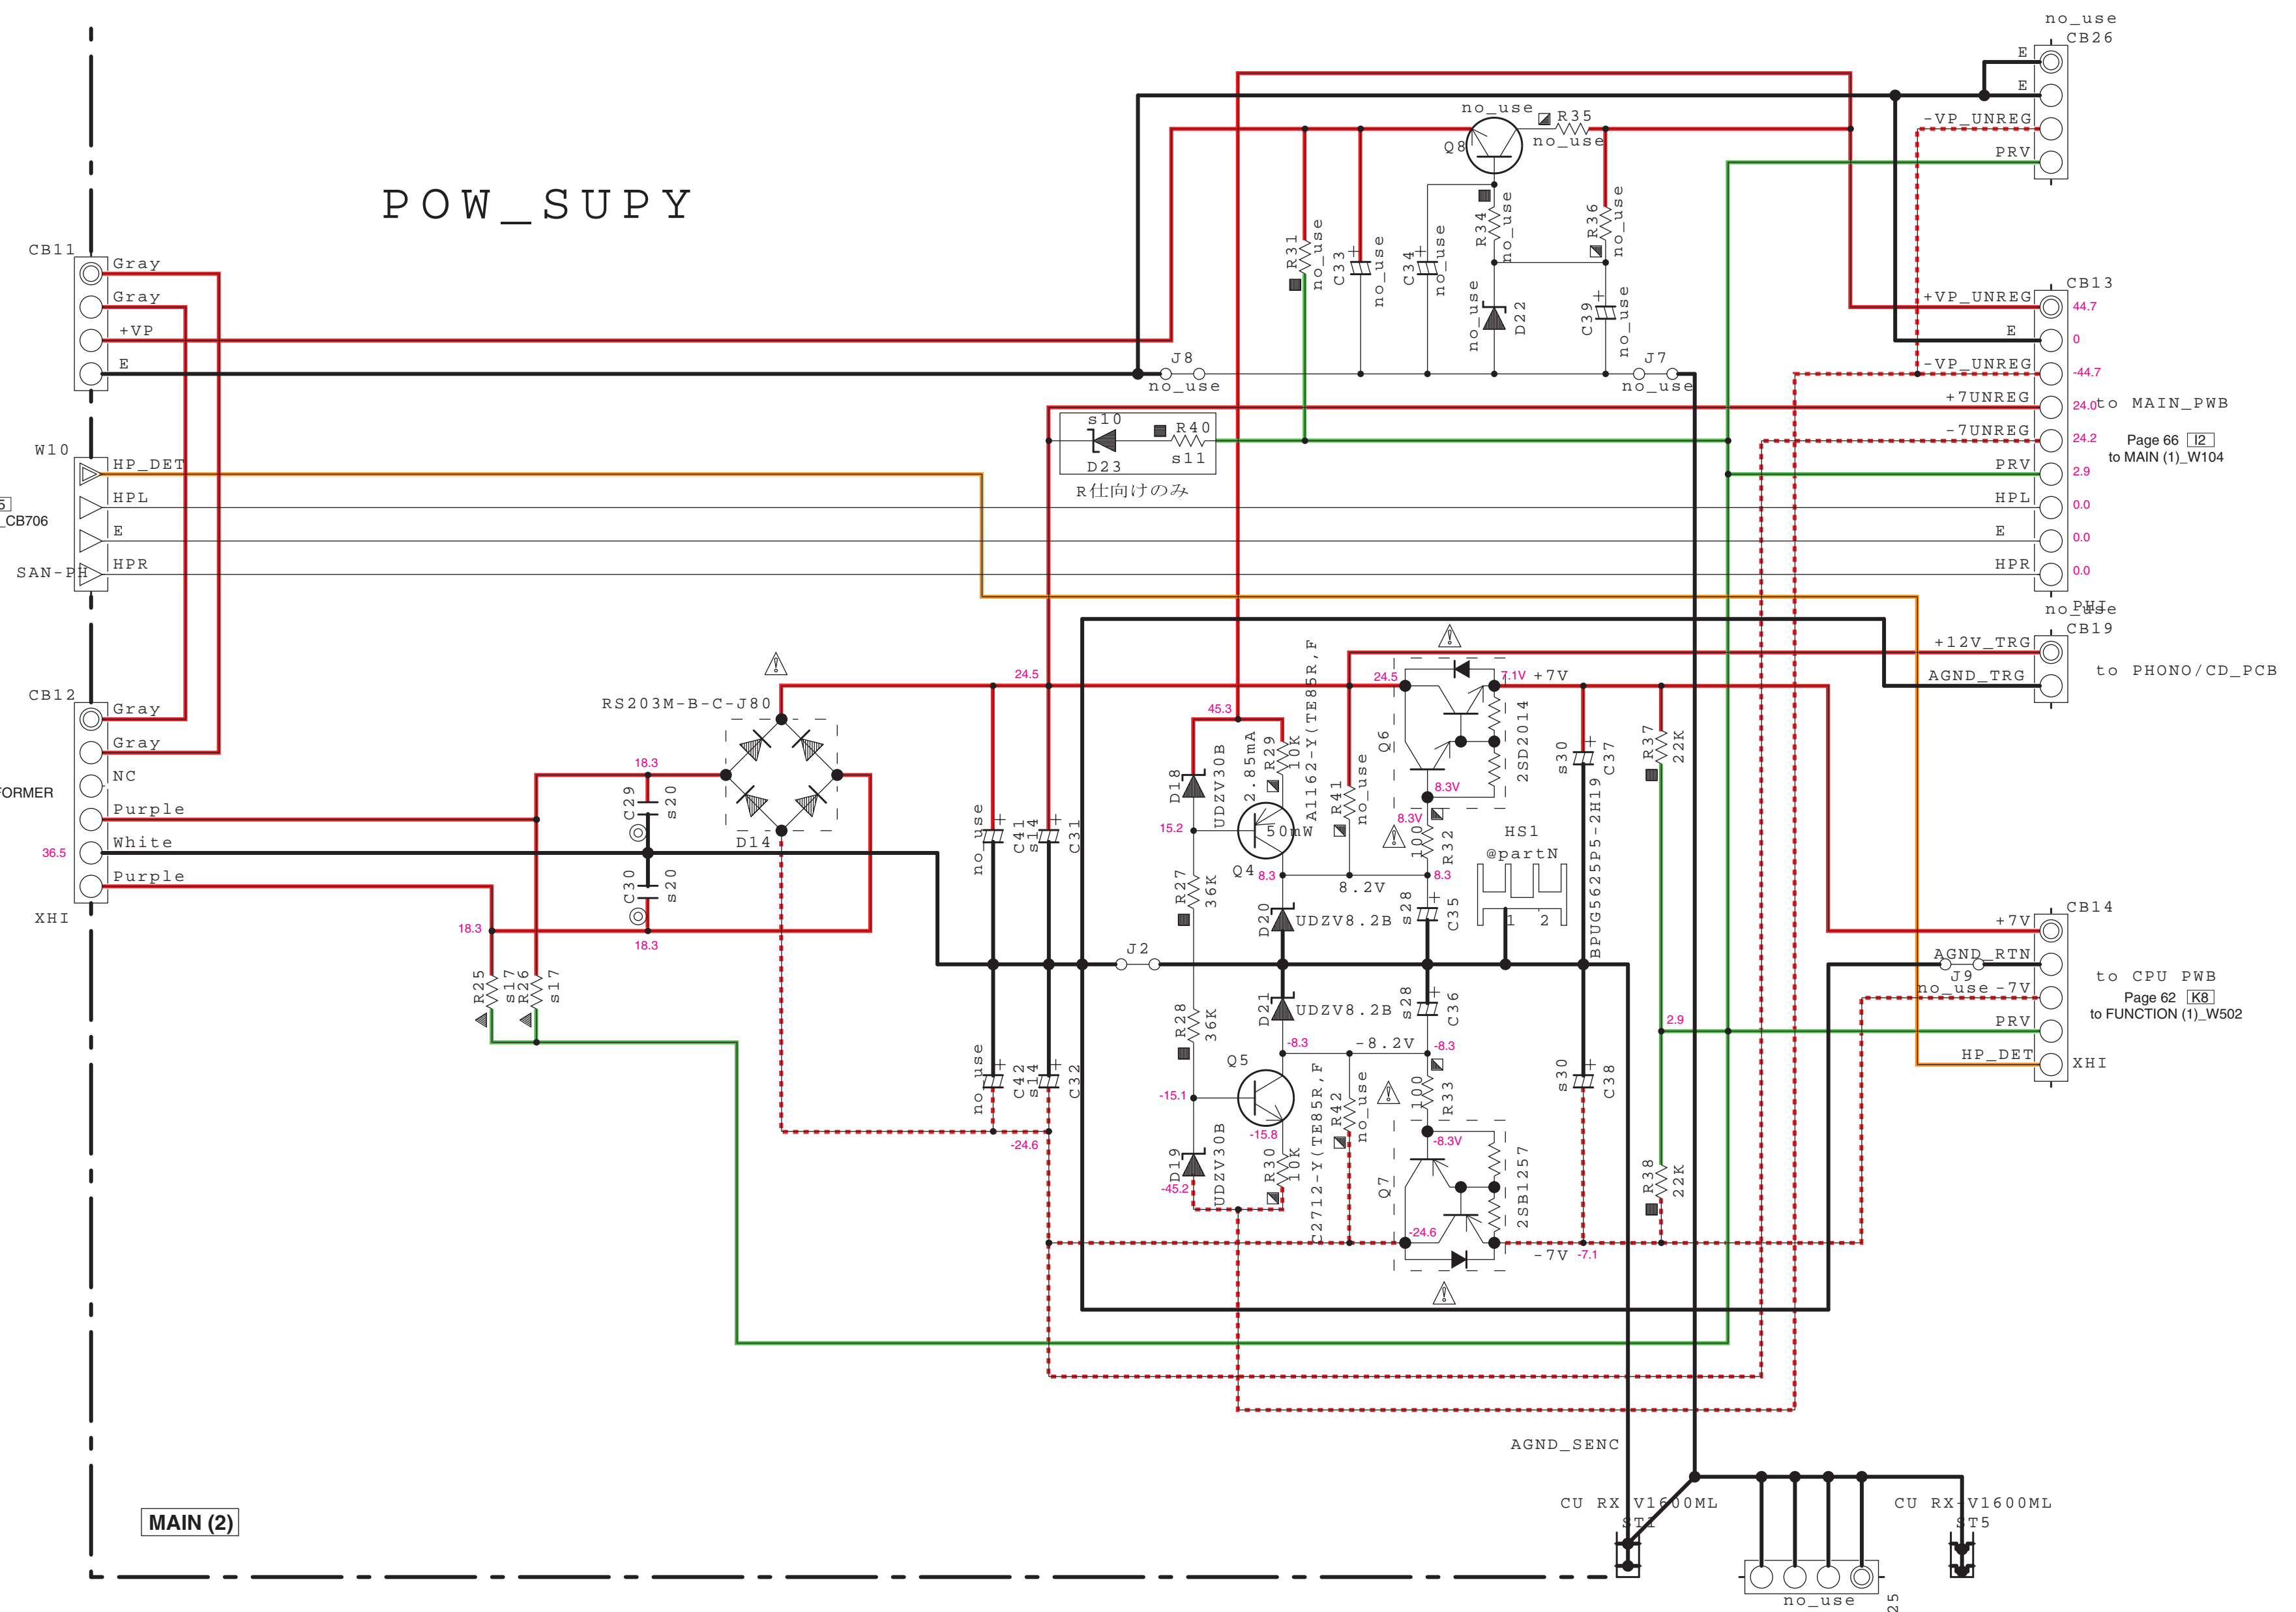 POW_SUPY
no_use
CB26
E
E
-VP_UNREG
PRV
no_use
Q8
R35
no_use
R31
no_use
C33
no_use
C34
no_use
R34
no_use
R36
no_use
no_use
D22
C39
no_use
J8
no_use
J7
no_use
CB11
Gray
Gray
+VP
E
CB13
+VP_UNREG
44.7
E
0
-VP_UNREG
-44.7
+7UNREG
24.0
to MAIN_PWB
-7UNREG
24.2
Page 66 I2
to MAIN (1)_W104
PRV
2.9
HPL
0.0
E
0.0
HPR
0.0
PHI
s10
D23
R40
s11
R仕向けのみ
W10
HP_DET
HPL
E
HPR
SAN-PH
5
_CB706
no_use
CB19
+12V_TRG
AGND_TRG
to PHONO/CD_PCB
CB12
Gray
Gray
NC
Purple
White
Purple
XHI
FORMER
36.5
RS203M-B-C-J80
D14
18.3
C29
s20
C30
s20
18.3
18.3
R25
s17
R26
s17
24.5
no_use
C41
s14
C31
no_use
C42
s14
C32
-24.6
45.3
D18
UDZV30B
2.85mA
R29
10K
A1162-Y(TE85R,F
15.2
50mW
Q4
8.3
R27
36K
D20
UDZV8.2B
J2
R28
36K
D21
UDZV8.2B
-8.3
Q5
-15.1
-15.8
D19
UDZV30B
-45.2
R30
10K
C2712-Y(TE85R,F
R41
no_use
8.2V
R42
no_use
-8.2V
24.5
7.1V
+7V
Q6
2SD2014
8.3V
8.3V
100
R32
8.3
s28
C35
HS1
@partN
1
2
s28
C36
-8.3
100
R33
-8.3V
Q7
2SB1257
-24.6
-7V
-7.1
s30
C37
BPUG5625P5-2H19
s30
C38
R37
22K
2.9
R38
22K
CB14
+7V
AGND_RTN
J9
no_use
-7V
PRV
HP_DET
XHI
to CPU PWB
Page 62 K8
to FUNCTION (1)_W502
AGND_SENC
CU RX-V1600ML
ST1
CU RX-V1600ML
ST5
no_use
25
MAIN (2)